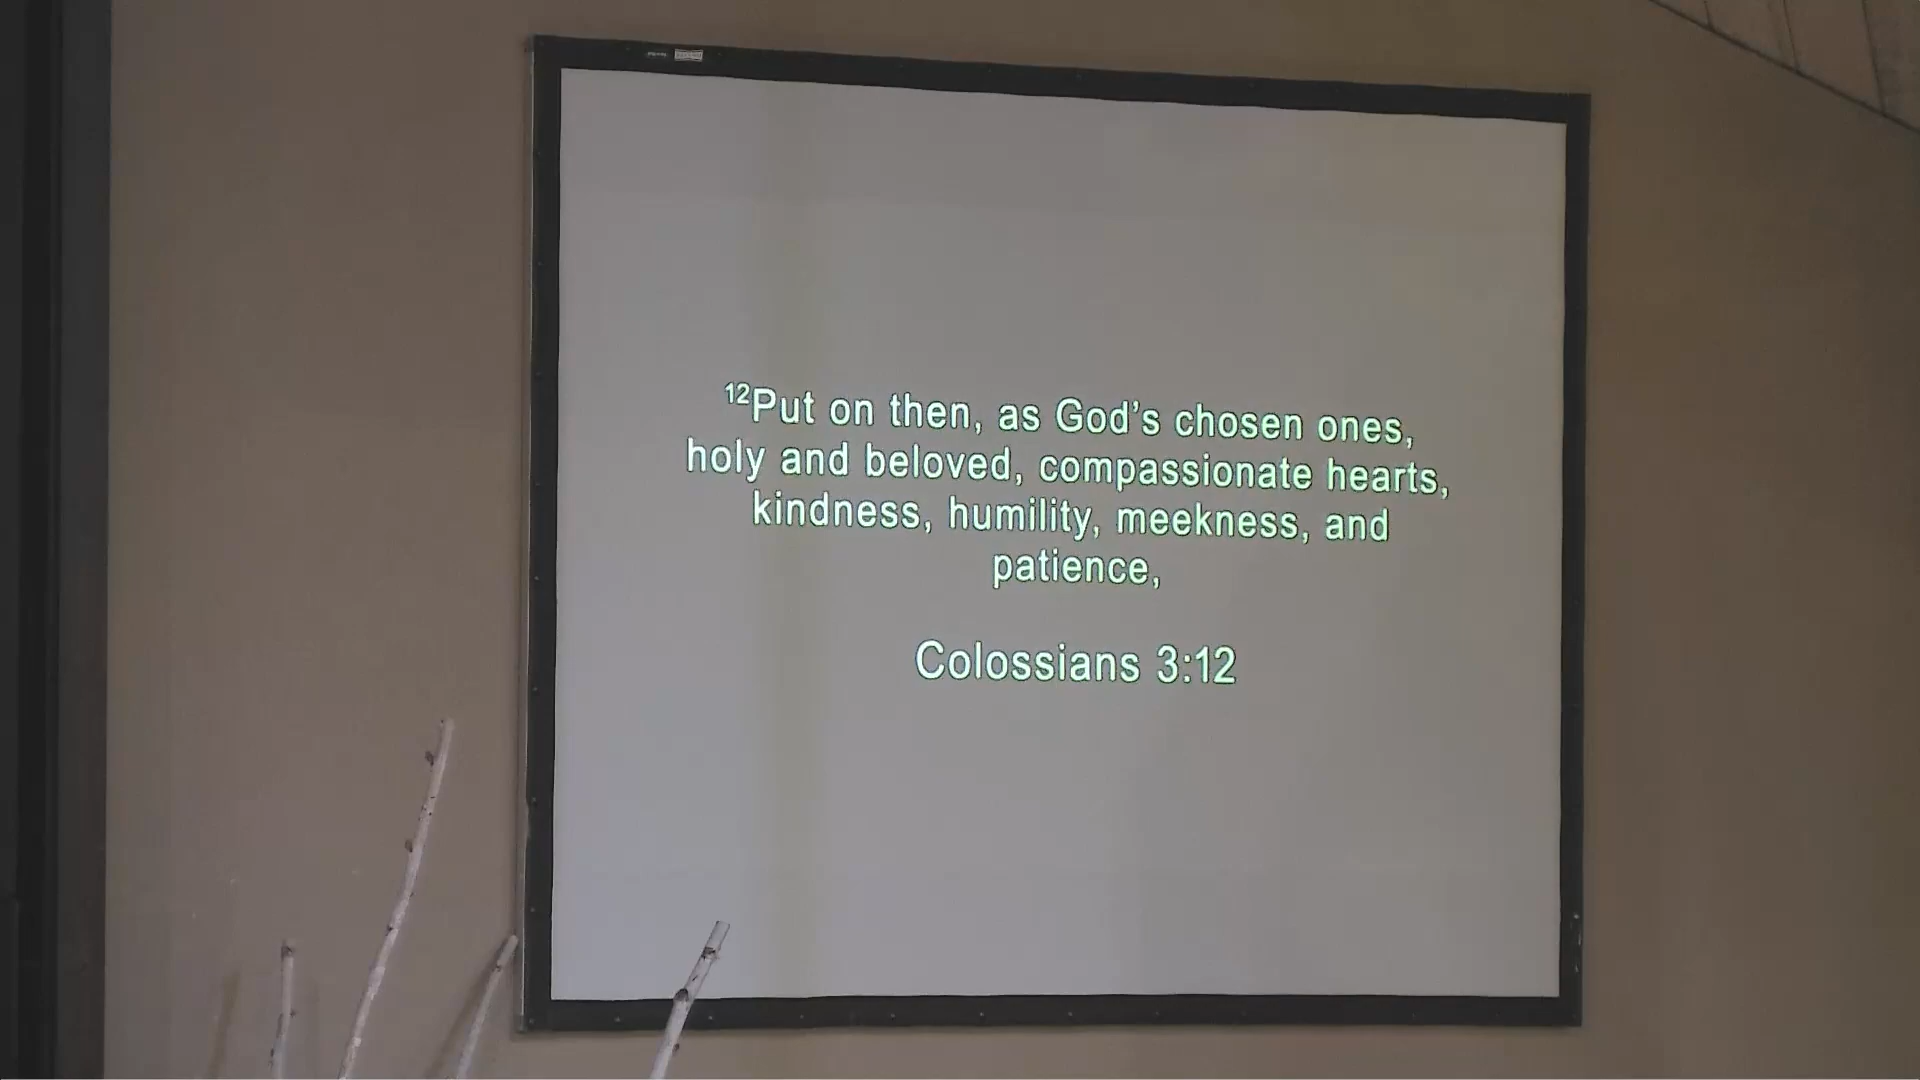 ¹²Put on then, as God’s chosen ones,
holy and beloved, compassionate hearts,
kindness, humility, meekness, and
patience,
Colossians 3:12